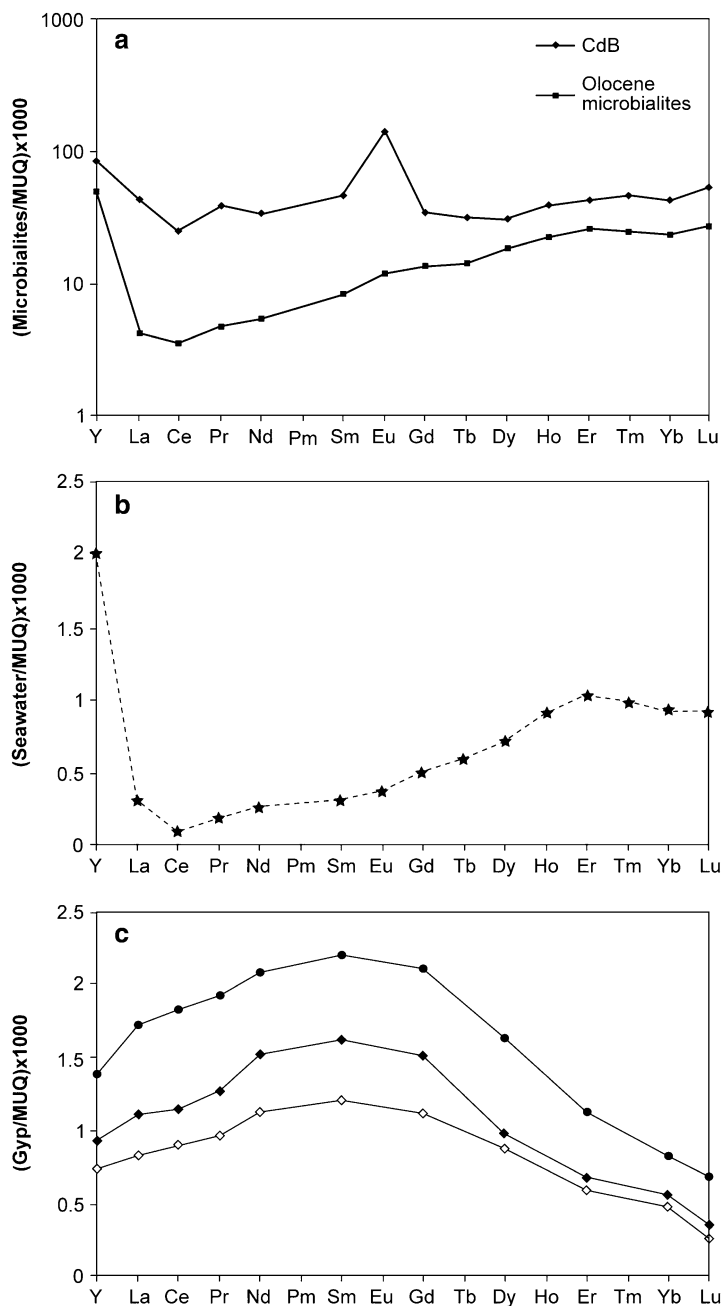 1000
100
10
1
(Microbialites/MUQ)x1000
a
CdB
Olocene
microbialites
Y La Ce Pr Nd Pm Sm Eu Gd Tb Dy Ho Er Tm Yb Lu
2.5
2
1.5
1
0.5
0
(Seawater/MUQ)x1000
b
Y La Ce Pr Nd Pm Sm Eu Gd Tb Dy Ho Er Tm Yb Lu
2.5
2
1.5
1
0.5
0
(Gyp/MUQ)x1000
c
Y La Ce Pr Nd Pm Sm Eu Gd Tb Dy Ho Er Tm Yb Lu